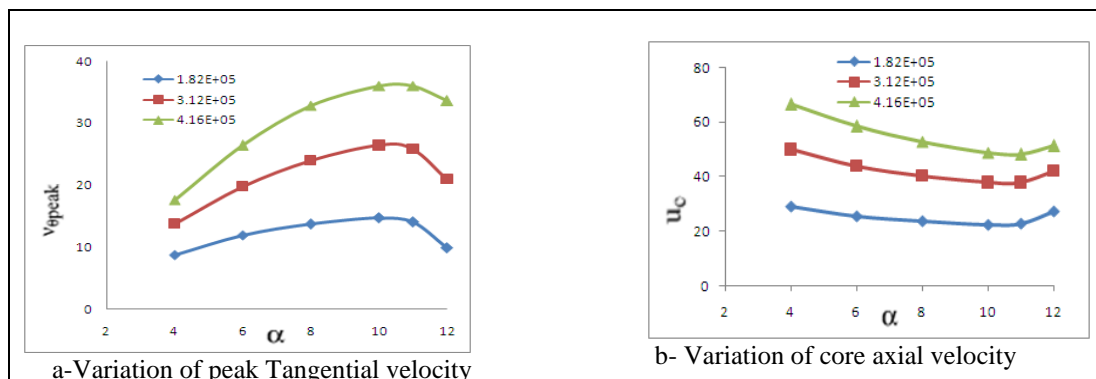 40
30
20
10
0
2 4 6 8 10 12
1.82E+05
3.12E+05
4.16E+05
vθpeak
α
a-Variation of peak Tangential velocity
80
60
40
20
0
2 4 6 8 10 12
1.82E+05
3.12E+05
4.16E+05
uc
α
b- Variation of core axial velocity